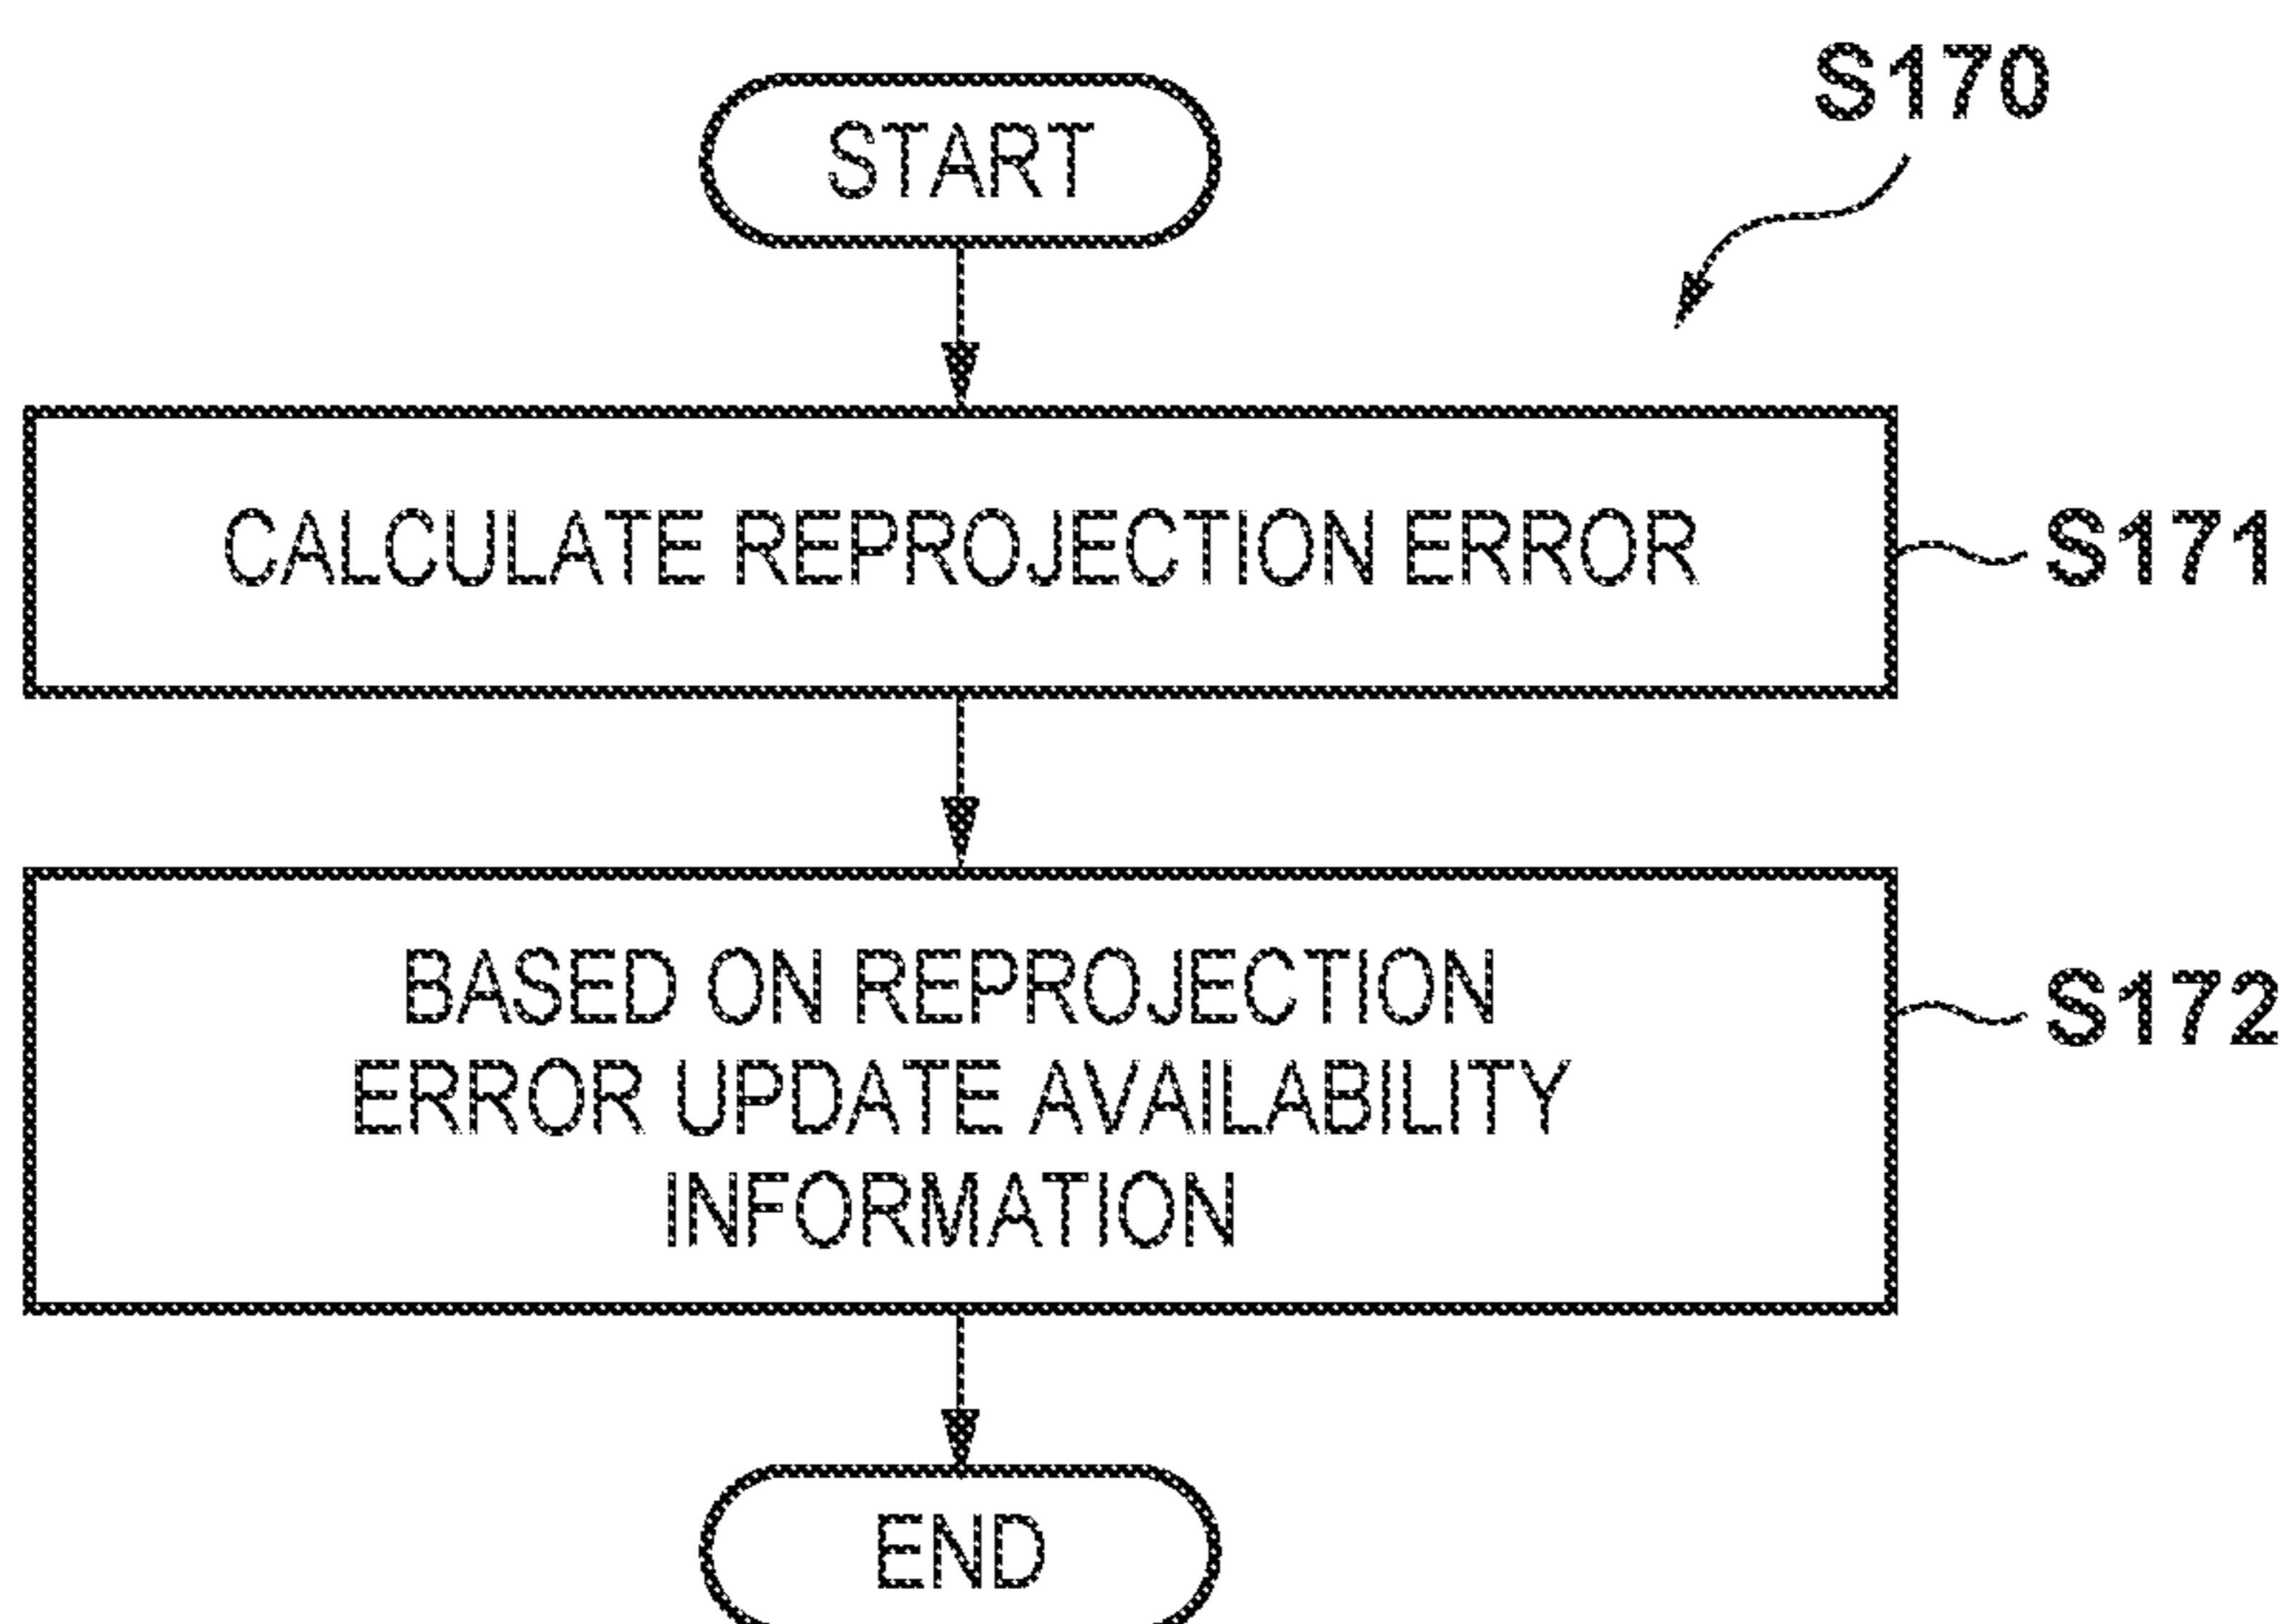 START
S170
CALCULATE REPROJECTION ERROR
S171
BASED ON REPROJECTION
ERROR UPDATE AVAILABILITY
INFORMATION
S172
END